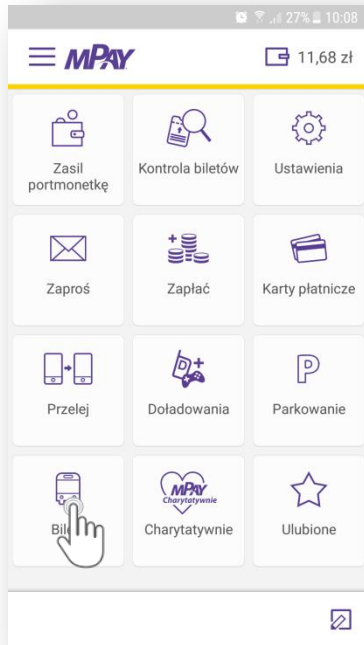 27% 10:08
mPAY
11,68 zł
Zasil
portmonetkę
Kontrola biletów
Ustawienia
Zaproś
Zapłać
Karty płatnicze
Przelej
Doładowania
P
Parkowanie
mPAY
Charytatywnie
Charytatywnie
Ulubione